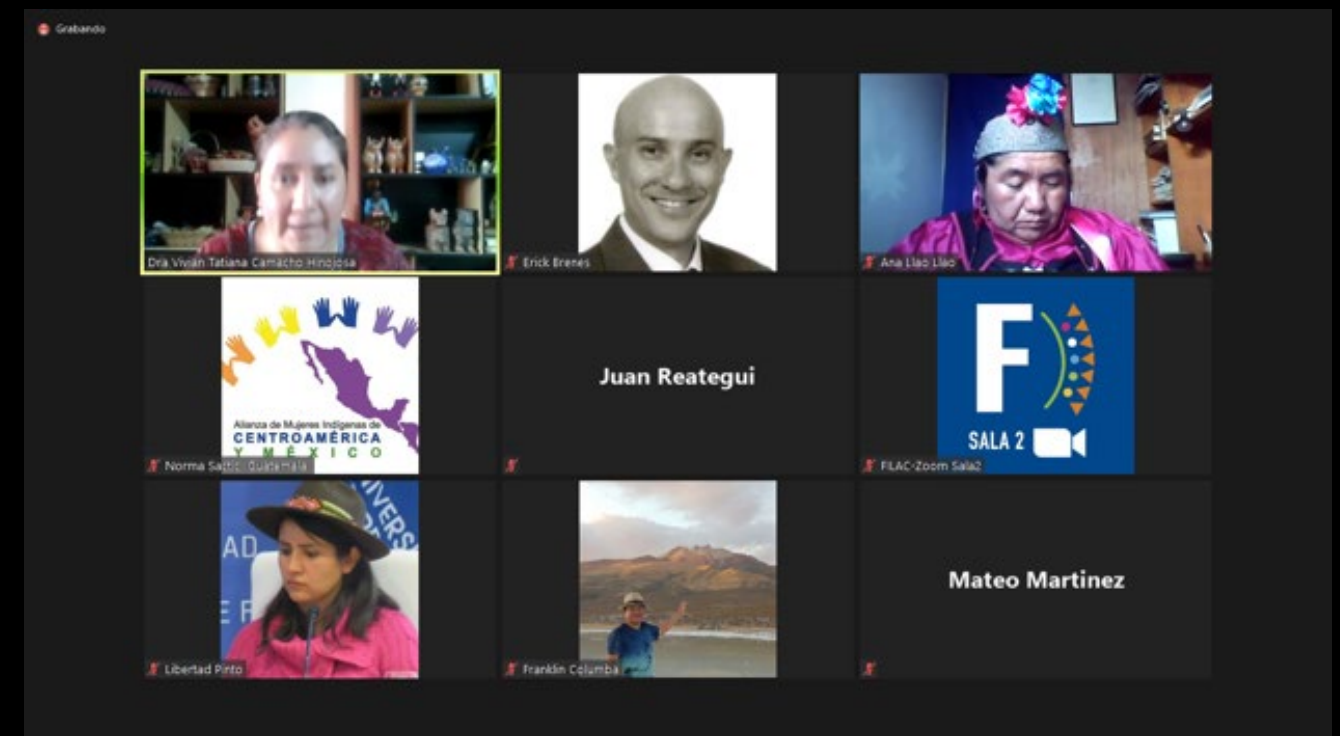 Grabando
Dra Vivian Tatiana Camacho Hinojosa
Erick Brenes
Ana Llao Llao
Alianza de Mujeres Indígenas de
CENTROAMÉRICA
Y MÉXICO
Norma Guatemala
Juan Reategui
F
SALA 2
FILAC-Zoom Sala2
AD
Libertad Pinto
Franklin Columba
Mateo Martinez